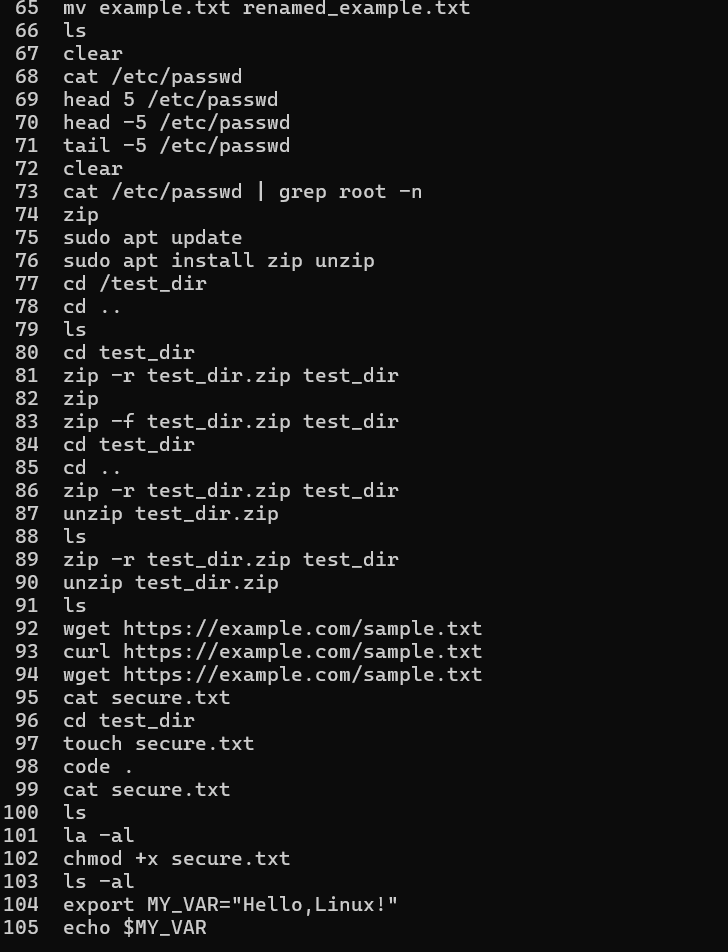 65 mv example.txt renamed_example.txt
66 ls
67 clear
68 cat /etc/passwd
69 head 5 /etc/passwd
70 head -5 /etc/passwd
71 tail -5 /etc/passwd
72 clear
73 cat /etc/passwd | grep root -n
74 zip
75 sudo apt update
76 sudo apt install zip unzip
77 cd /test_dir
78 cd ..
79 ls
80 cd test_dir
81 zip -r test_dir.zip test_dir
82 zip
83 zip -f test_dir.zip test_dir
84 cd test_dir
85 cd ..
86 zip -r test_dir.zip test_dir
87 unzip test_dir.zip
88 ls
89 zip -r test_dir.zip test_dir
90 unzip test_dir.zip
91 ls
92 wget https://example.com/sample.txt
93 curl https://example.com/sample.txt
94 wget https://example.com/sample.txt
95 cat secure.txt
96 cd test_dir
97 touch secure.txt
98 code .
99 cat secure.txt
100 ls
101 la -al
102 chmod +x secure.txt
103 ls -al
104 export MY_VAR="Hello,Linux!"
105 echo $MY_VAR